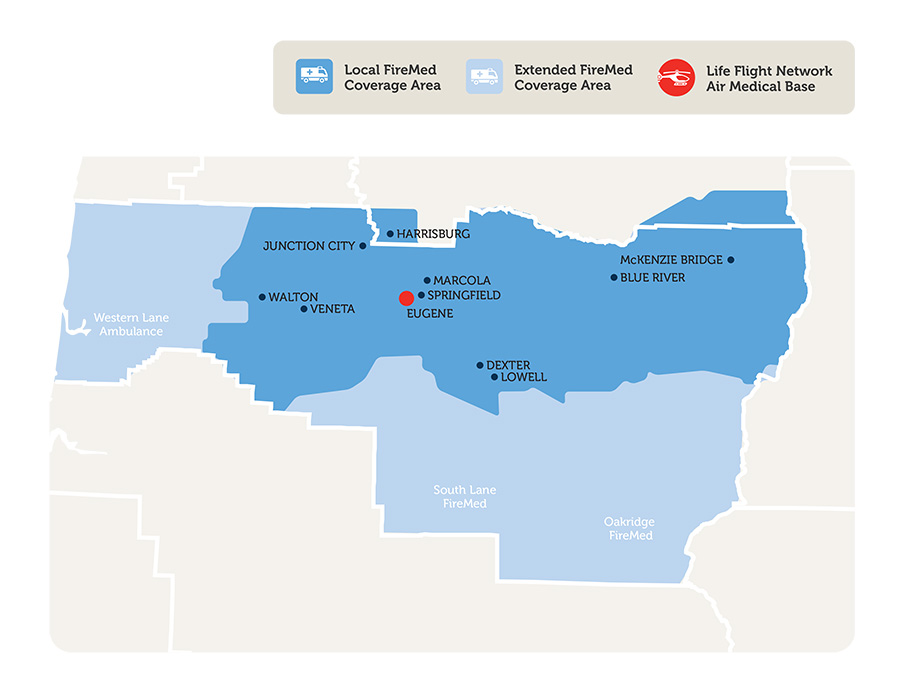 Local FireMed
Coverage Area
Extended FireMed
Coverage Area
Life Flight Network
Air Medical Base
HARRISBURG
JUNCTION CITY
McKENZIE BRIDGE
BLUE RIVER
MARCOLA
SPRINGFIELD
EUGENE
WALTON
VENETA
Western Lane
Ambulance
DEXTER
LOWELL
South Lane
FireMed
Oakridge
FireMed